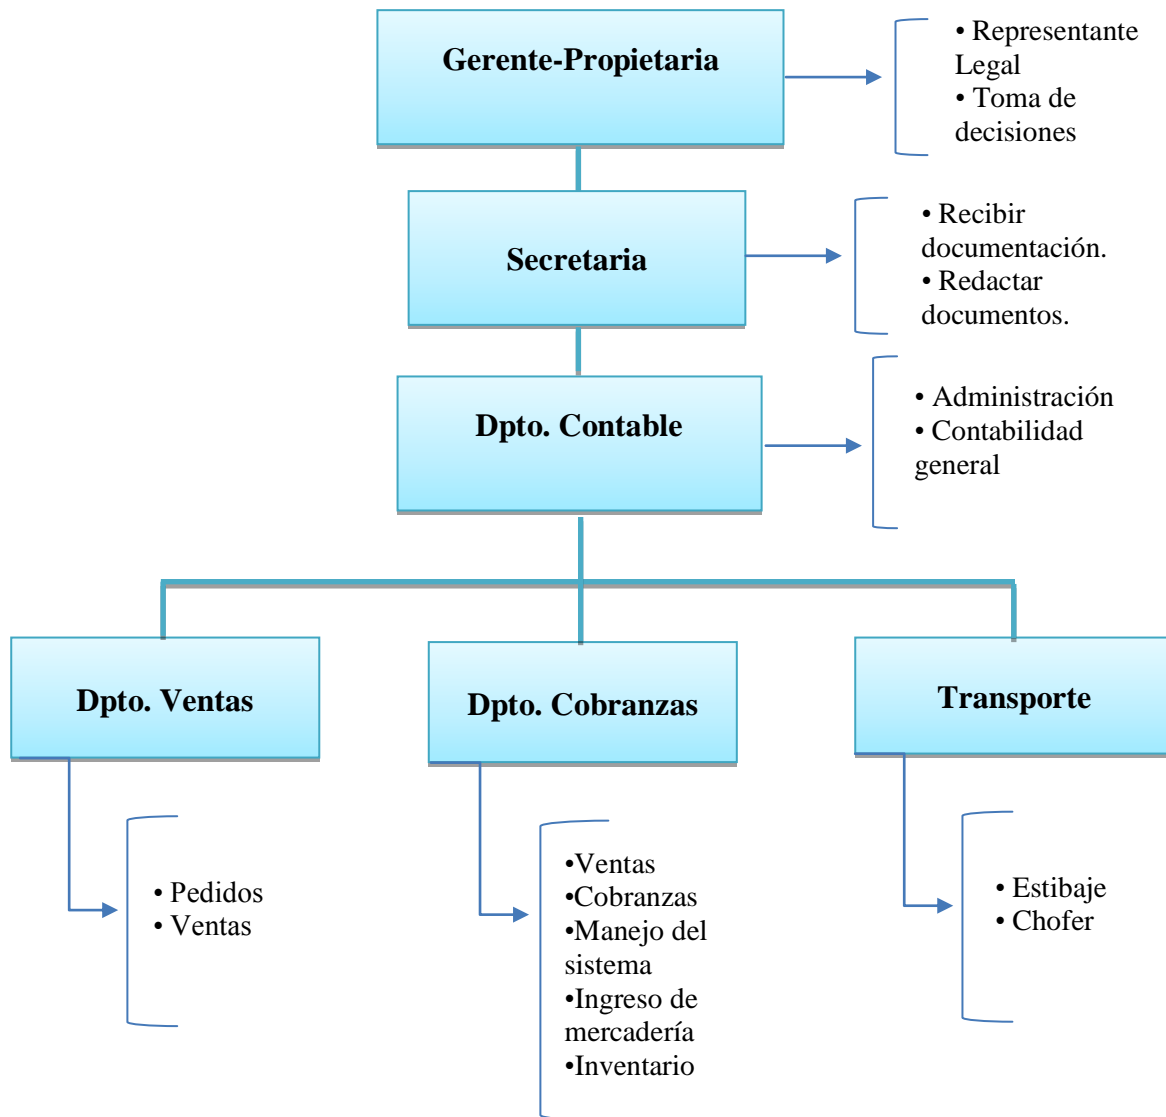 Gerente-Propietaria
• Representante
Legal
• Toma de
decisiones
Secretaria
• Recibir
documentación.
• Redactar
documentos.
Dpto. Contable
• Administración
• Contabilidad
general
Dpto. Ventas
Dpto. Cobranzas
Transporte
• Pedidos
• Ventas
•Ventas
•Cobranzas
•Manejo del
sistema
•Ingreso de
mercadería
•Inventario
• Estibaje
• Chofer